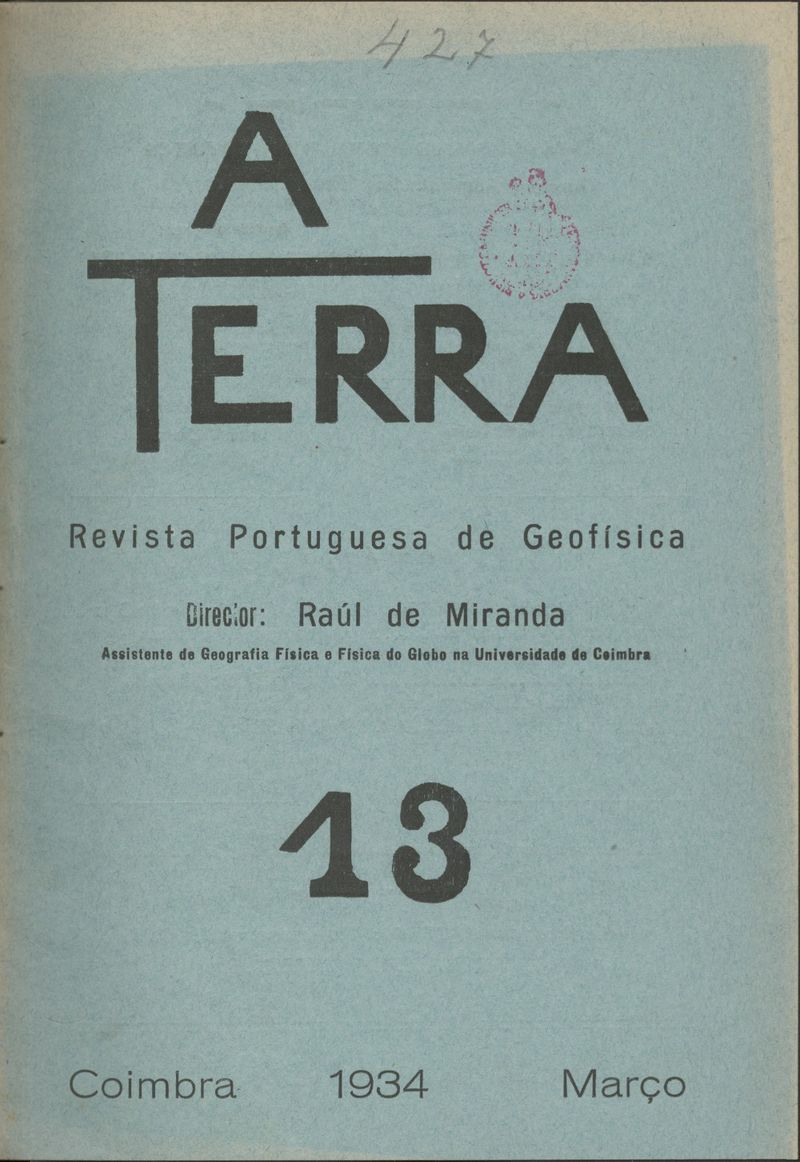 427
A
TERRA
Revista Portuguesa de Geofísica
Director: Raúl de Miranda
Assistente de Geografia Física e Física do Globo na Universidade de Coimbra
13
Coimbra 1934 Março